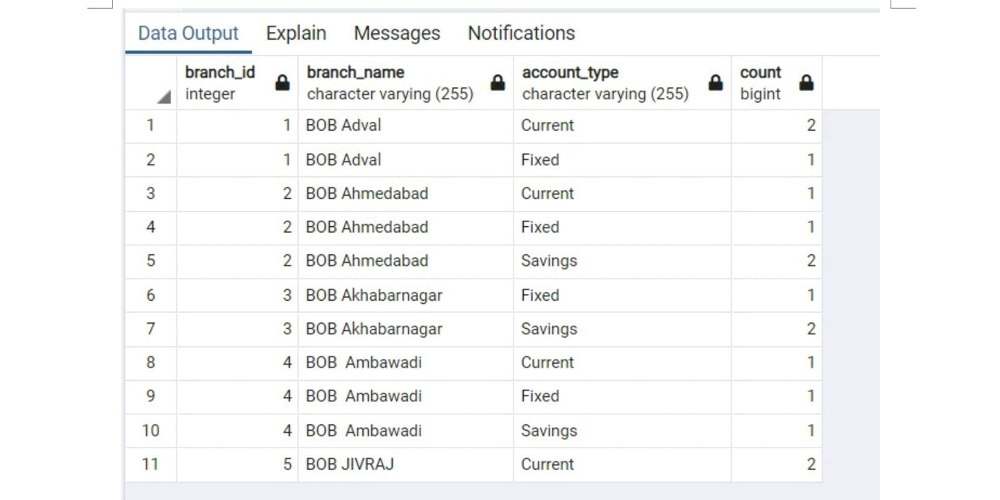 Data Output Explain Messages Notifications
branch_id branch_name account_type count
integer character varying (255) character varying (255) bigint
1 1 BOB Adval Current 2
2 1 BOB Adval Fixed 1
3 2 BOB Ahmedabad Current 1
4 2 BOB Ahmedabad Fixed 1
5 2 BOB Ahmedabad Savings 2
6 3 BOB Akhabarnagar Fixed 1
7 3 BOB Akhabarnagar Savings 2
8 4 BOB  Ambawadi Current 1
9 4 BOB  Ambawadi Fixed 1
10 4 BOB  Ambawadi Savings 1
11 5 BOB JIVRAJ Current 2